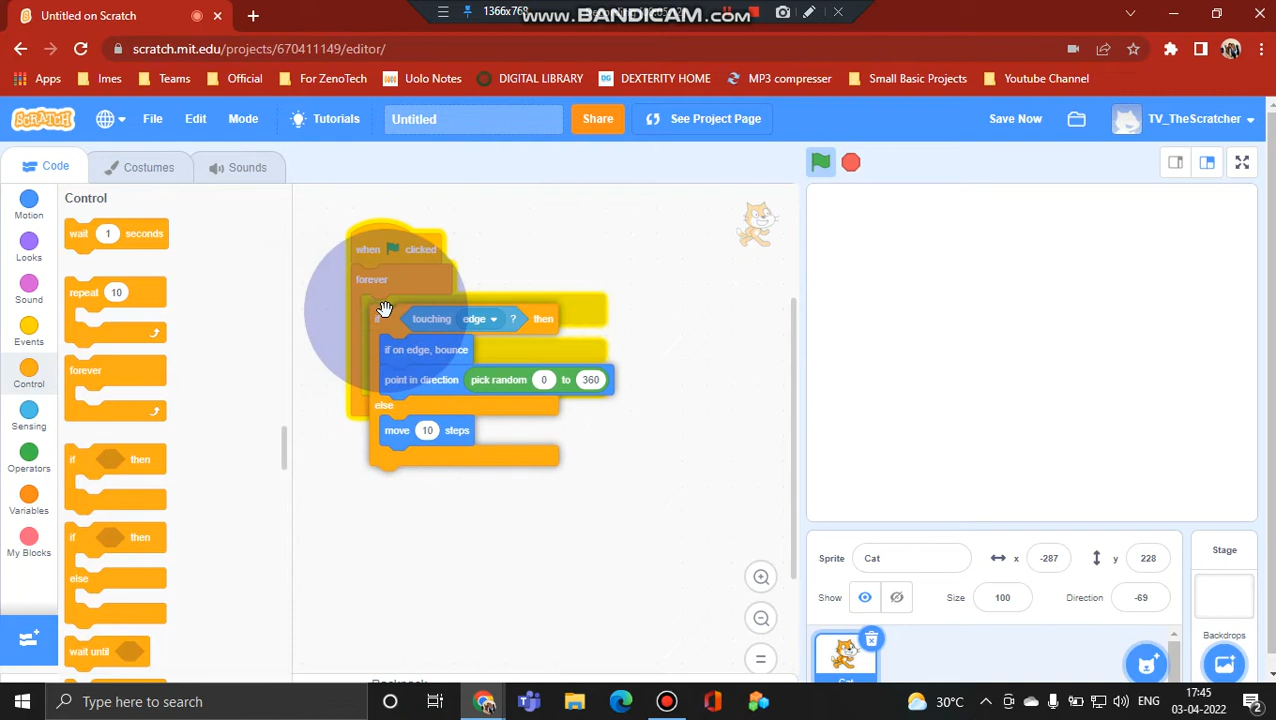 Untitled on Scratch
1366x768
www.BANDICAM.com
scratch.mit.edu/projects/670411149/editor/
Apps
Imes
Teams
Official
For ZenoTech
Uolo Notes
DIGITAL LIBRARY
DEXTERITY HOME
MP3 compresser
Small Basic Projects
Youtube Channel
SCRATCH
File
Edit
Mode
Tutorials
Untitled
Share
See Project Page
Save Now
TV_TheScratcher
Code
Costumes
Sounds
Motion
Looks
Sound
Events
Control
Sensing
Operators
Variables
My Blocks
Control
wait 1 seconds
repeat 10
forever
if then
if then
else
wait until
when clicked
forever
touching edge ? then
if on edge, bounce
point in direction pick random 0 to 360
else
move 10 steps
Sprite
Cat
x
-287
y
228
Show
Size
100
Direction
-69
Stage
Backdrops
Type here to search
30°C
ENG
17:45
03-04-2022
2